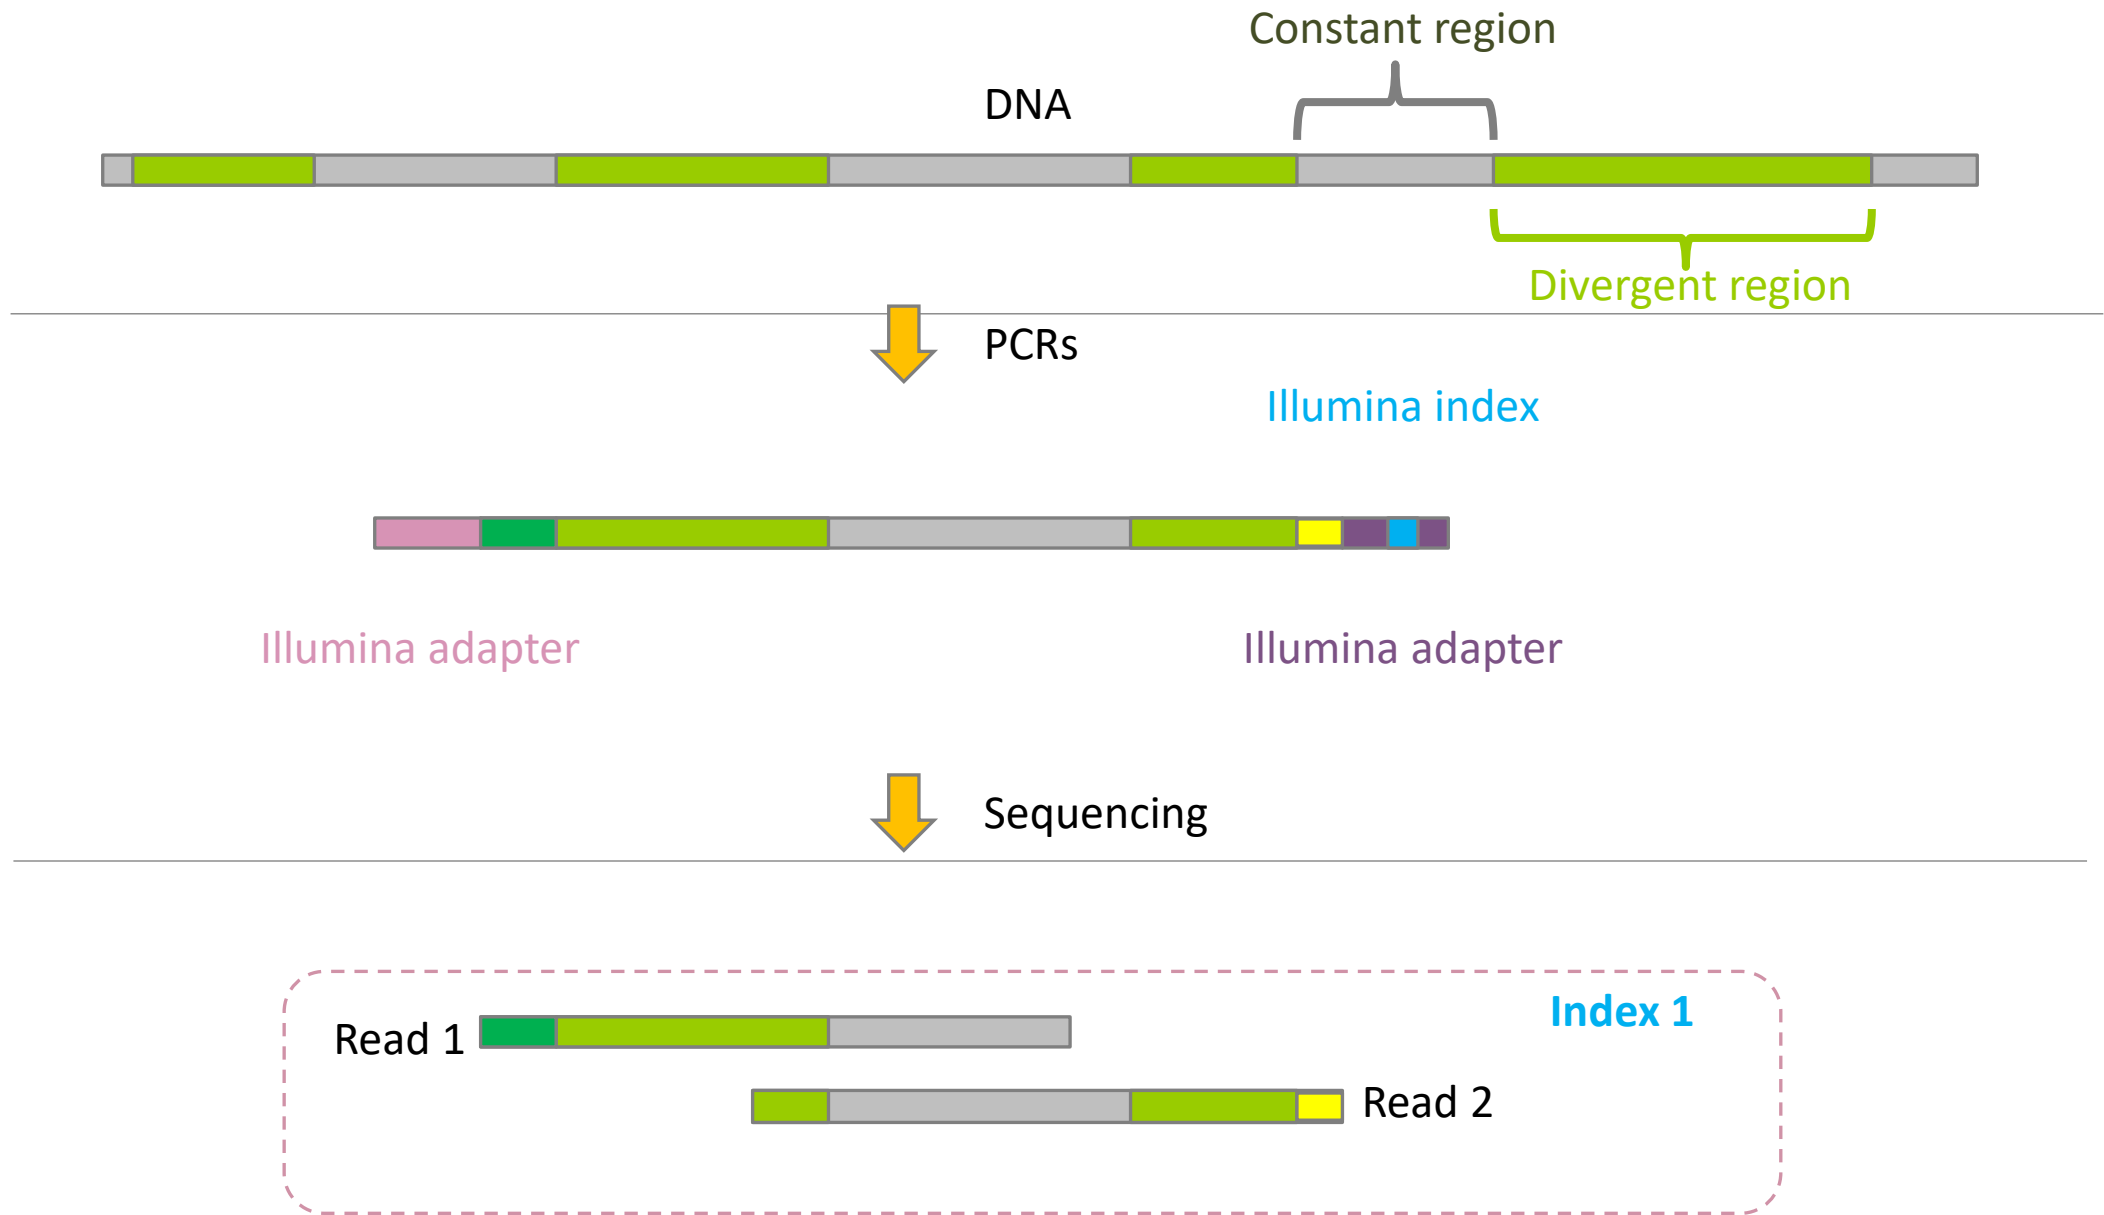 Constant region
DNA
Divergent region
PCRs
Illumina index
Illumina adapter
Illumina adapter
Sequencing
Index 1
Read 1
Read 2